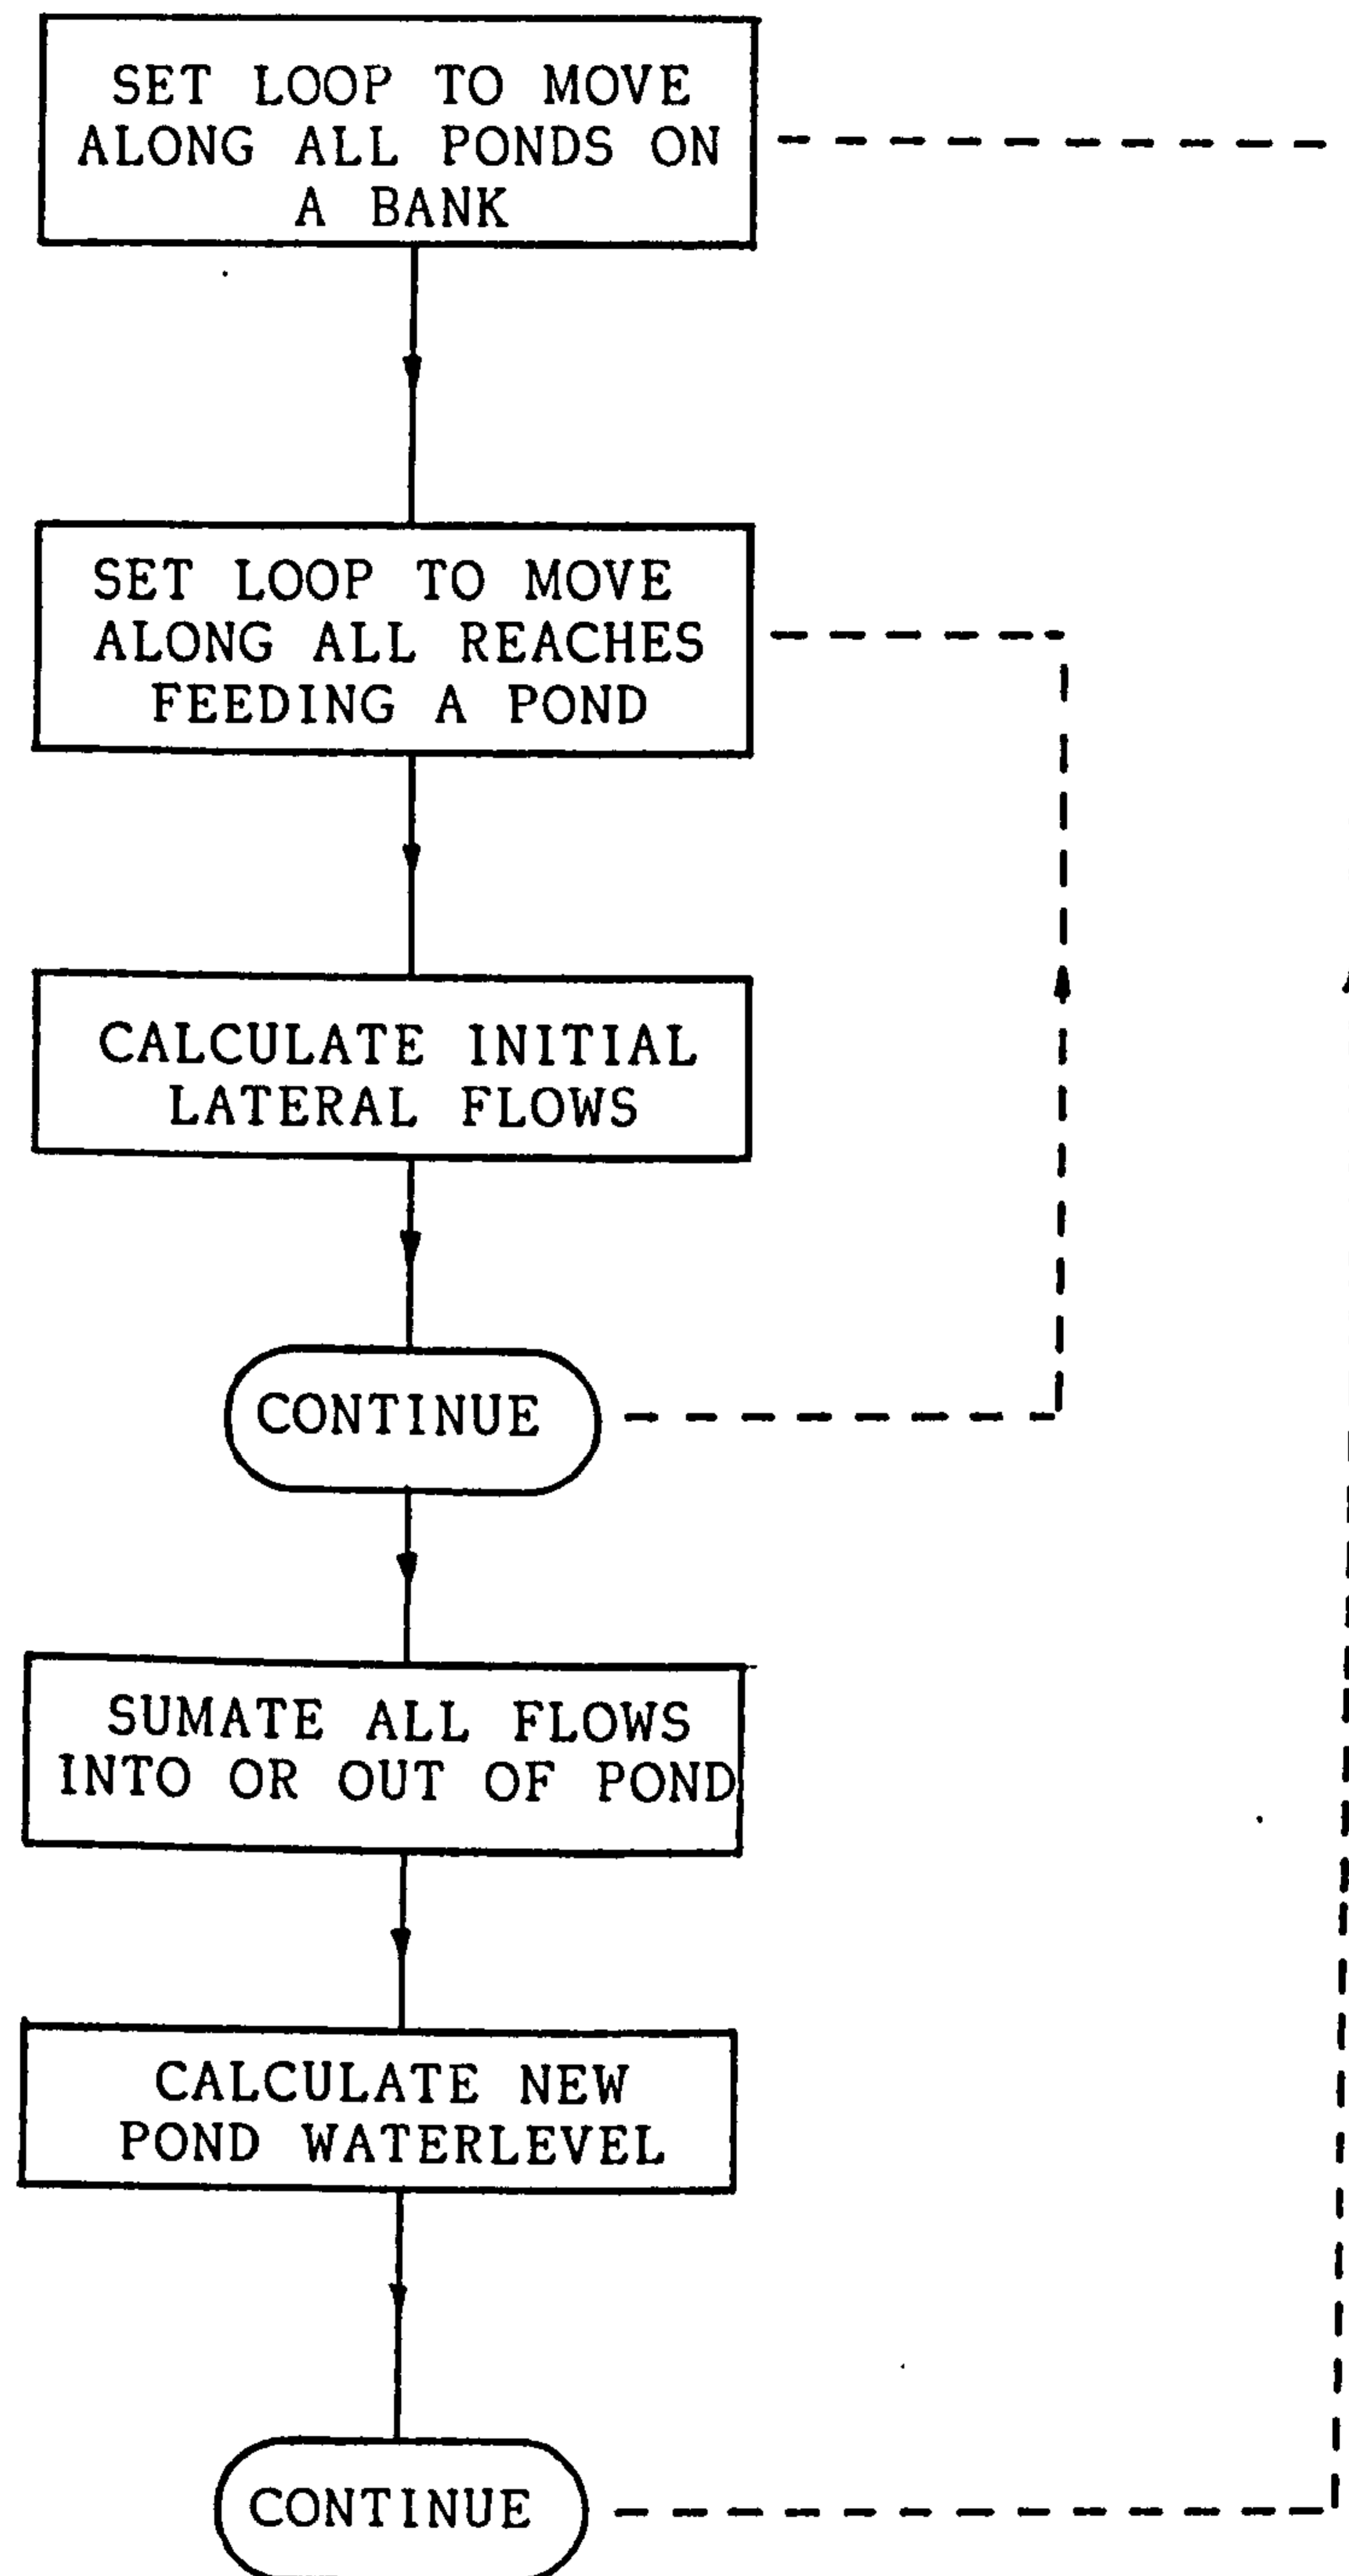 SET LOOP TO MOVE
ALONG ALL PONDS ON
A BANK
SET LOOP TO MOVE
ALONG ALL REACHES
FEEDING A POND
CALCULATE INITIAL
LATERAL FLOWS
CONTINUE
SUMATE ALL FLOWS
INTO OR OUT OF POND
CALCULATE NEW
POND WATERLEVEL
CONTINUE